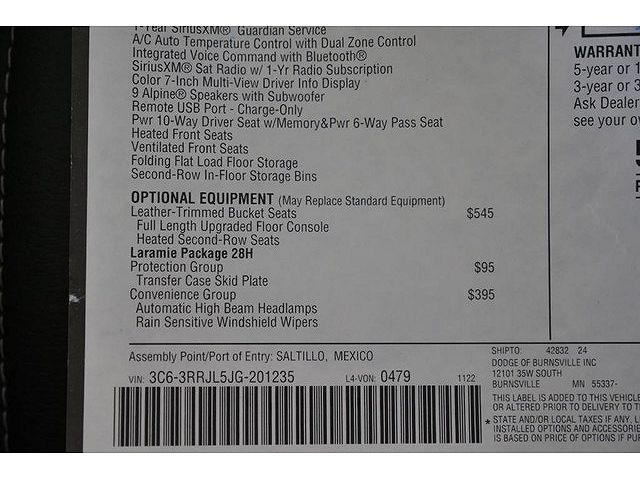 1-Year SiriusXM® Guardian Service
A/C Auto Temperature Control with Dual Zone Control
Integrated Voice Command with Bluetooth®
SiriusXM® Sat Radio w/ 1-Yr Radio Subscription
Color 7-Inch Multi-View Driver Info Display
9 Alpine® Speakers with Subwoofer
Remote USB Port - Charge-Only
Pwr 10-Way Driver Seat w/Memory&Pwr 6-Way Pass Seat
Heated Front Seats
Ventilated Front Seats
Folding Flat Load Floor Storage
Second-Row In-Floor Storage Bins
OPTIONAL EQUIPMENT (May Replace Standard Equipment)
Leather-Trimmed Bucket Seats $545
Full Length Upgraded Floor Console
Heated Second-Row Seats
Laramie Package 28H
Protection Group $95
Transfer Case Skid Plate
Convenience Group $395
Automatic High Beam Headlamps
Rain Sensitive Windshield Wipers
Assembly Point/Port of Entry: SALTILLO, MEXICO
VIN: 3C6-3RRJL5JG-201235 L4-VON: 0479 1122
WARRANT
5-year or 1
3-year or 3
Ask Dealer
see your ow
SHIPTO: 42832 24
DODGE OF BURNSVILLE INC
12101 35W SOUTH
BURNSVILLE MN 55337-
THIS LABEL IS ADDED TO THIS VEHICLE
OR ALTERED PRIOR TO DELIVERY TO T
* STATE AND/OR LOCAL TAXES IF ANY, L
INSTALLED OPTIONS AND ACCESSORIE
IS BASED ON PRICE OF OPTIONS IF PU